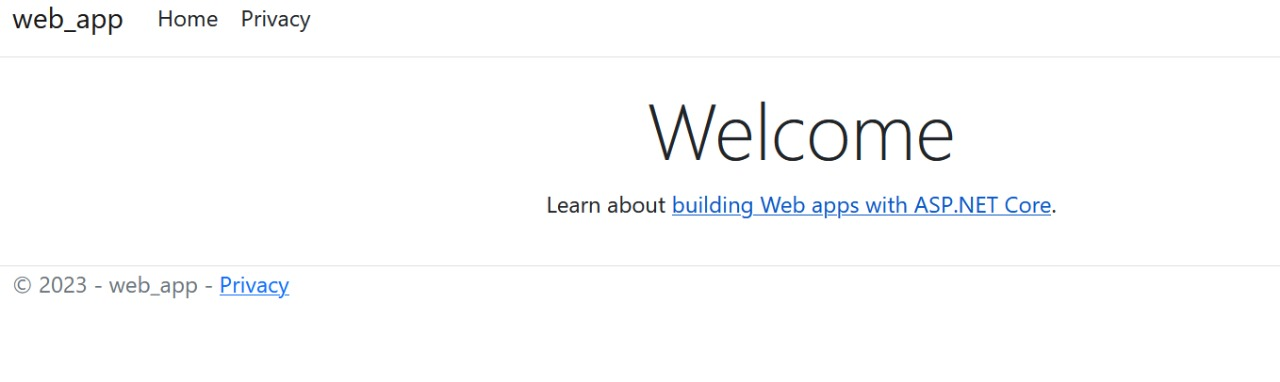 web_app Home Privacy
Welcome
Learn about building Web apps with ASP.NET Core.
© 2023 - web_app - Privacy